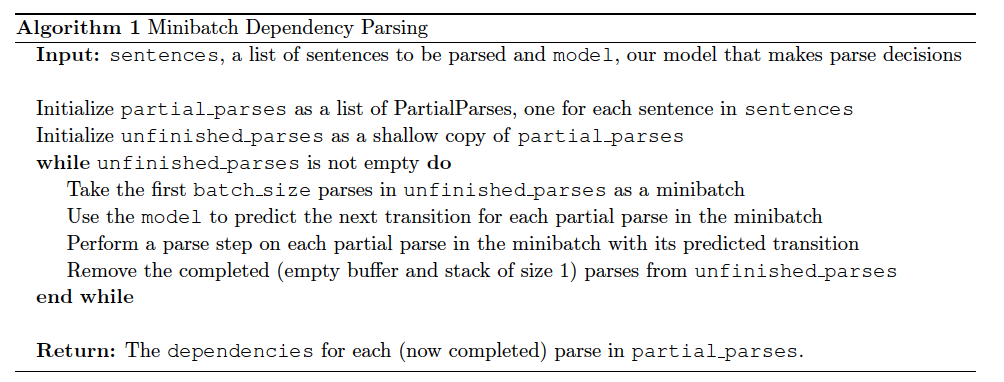 Algorithm 1 Minibatch Dependency Parsing
Input: sentences, a list of sentences to be parsed and model, our model that makes parse decisions
Initialize partial_parses as a list of PartialParses, one for each sentence in sentences
Initialize unfinished_parses as a shallow copy of partial_parses
while unfinished_parses is not empty do
Take the first batch_size parses in unfinished_parses as a minibatch
Use the model to predict the next transition for each partial parse in the minibatch
Perform a parse step on each partial parse in the minibatch with its predicted transition
Remove the completed (empty buffer and stack of size 1) parses from unfinished_parses
end while
Return: The dependencies for each (now completed) parse in partial_parses.